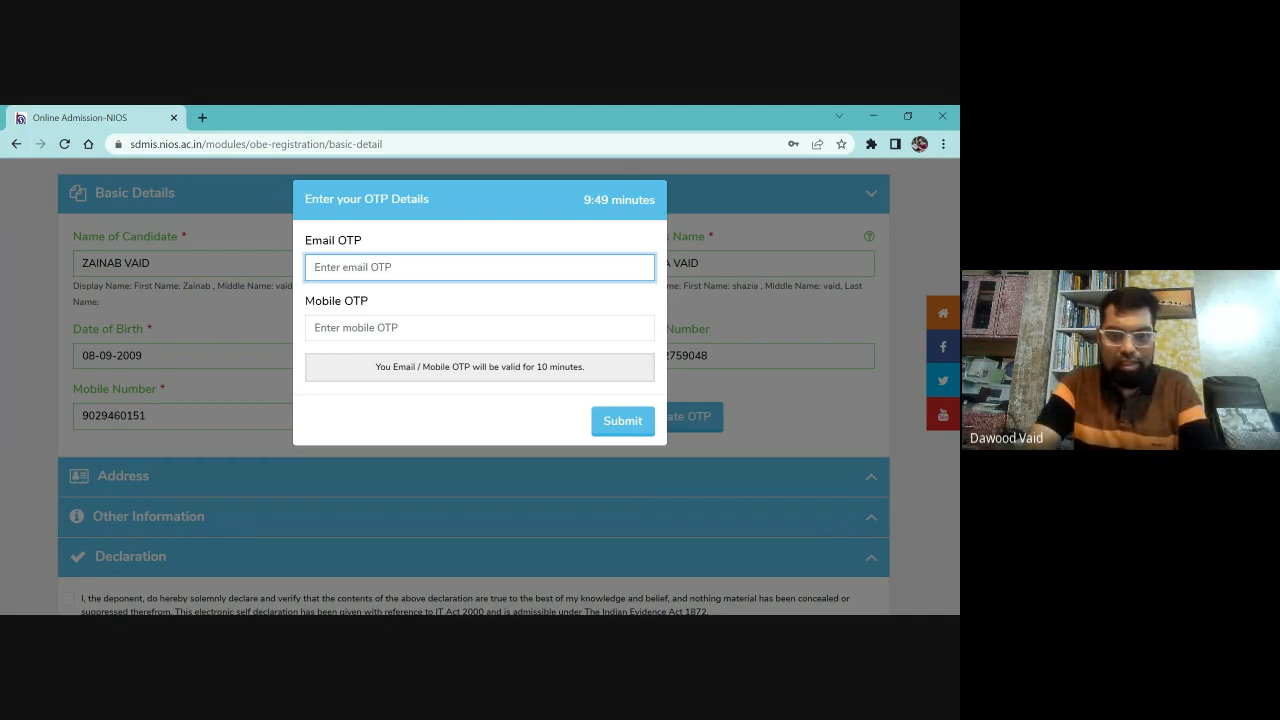 Online Admission-NIOS
sdmis.nios.ac.in/modules/obe-registration/basic-detail
Basic Details
Enter your OTP Details
9:49 minutes
Email OTP
Enter email OTP
Mobile OTP
Enter mobile OTP
You Email / Mobile OTP will be valid for 10 minutes.
Submit
Name of Candidate *
Name *
ZAINAB VAID
VAID
Display Name: First Name: Zainab , Middle Name: vaid
Name: First Name: shazia , Middle Name: vaid, Last
Name:
Date of Birth *
Number
08-09-2009
2759048
Mobile Number *
9029460151
ate OTP
Address
Other Information
Declaration
I, the deponent, do hereby solemnly declare and verify that the contents of the above declaration are true to the best of my knowledge and belief, and nothing material has been concealed or
suppressed therefrom. This electronic self declaration has been given with reference to IT Act 2000 and is admissible under The Indian Evidence Act 1872.
Dawood Vaid